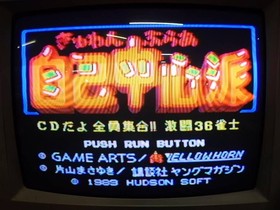 ぎゅわんぶらあ
自己中心派
CDだよ 全員集合!! 激闘36雀士
PUSH RUN BUTTON
© GAME ARTS/ YELLOWHORN
© 片山まさゆき/ 講談社 ヤングマガジン
© 1989 HUDSON SOFT